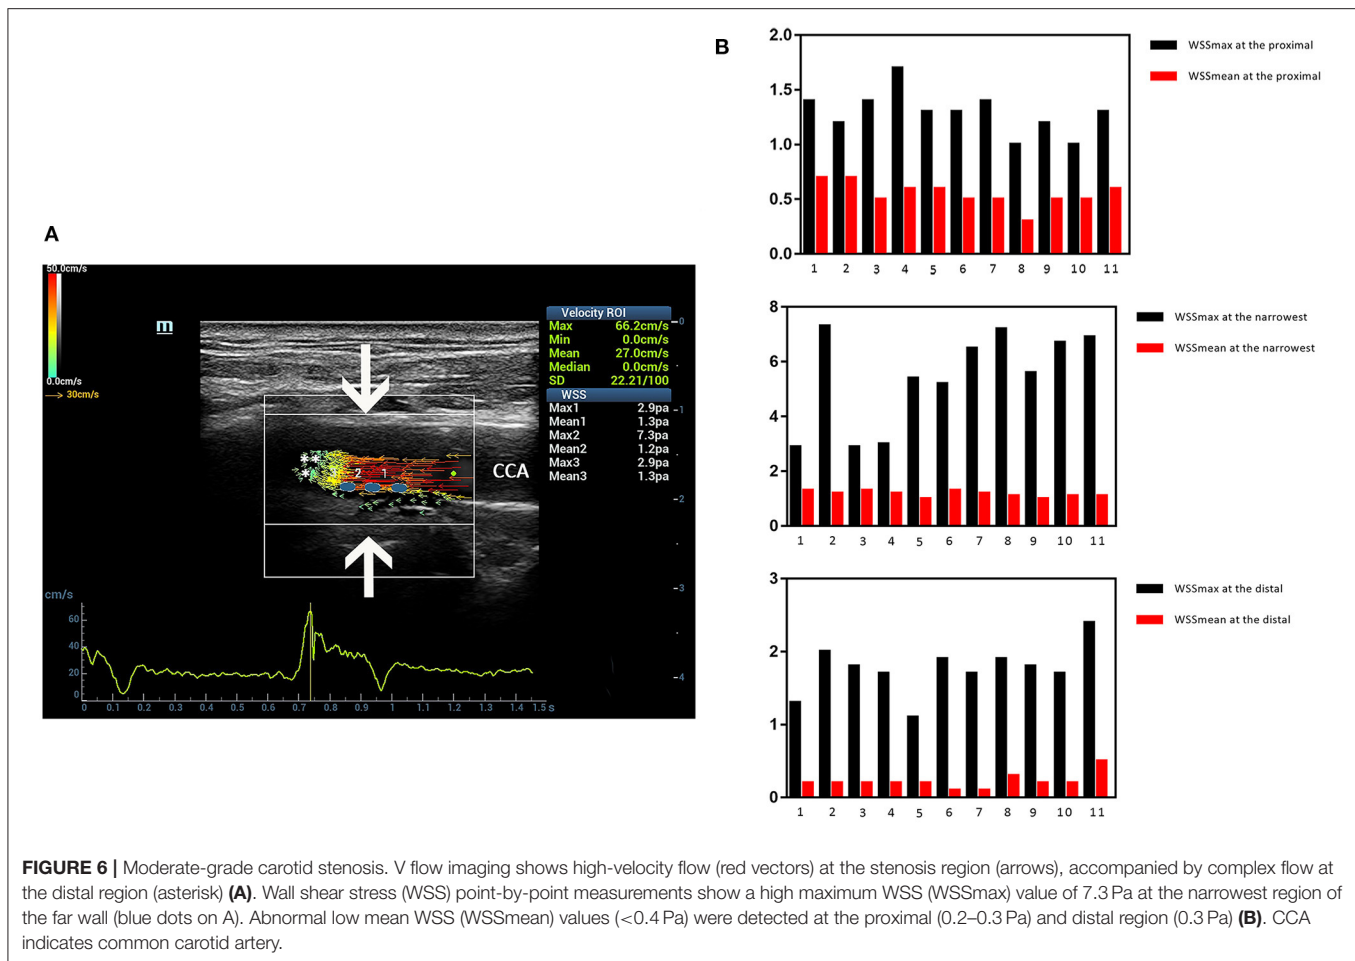 A
50.0cm/s
0.0cm/s
30cm/s
m
Velocity ROI
Max 66.2cm/s
Min 0.0cm/s
Mean 27.0cm/s
Median 0.0cm/s
SD 22.21/100
WSS
Max1 2.9pa
Mean1 1.3pa
Max2 7.3pa
Mean2 1.2pa
Max3 2.9pa
Mean3 1.3pa
0
1
2
3
4
** 
*
2 1
CCA
cm/s
60
40
20
0
0 0.1 0.2 0.3 0.4 0.5 0.6 0.7 0.8 0.9 1 1.1 1.2 1.3 1.4 1.5 s
B
2.0
1.5
1.0
0.5
0.0
1 2 3 4 5 6 7 8 9 10 11
WSSmax at the proximal
WSSmean at the proximal
8
6
4
2
0
1 2 3 4 5 6 7 8 9 10 11
WSSmax at the narrowest
WSSmean at the narrowest
3
2
1
0
1 2 3 4 5 6 7 8 9 10 11
WSSmax at the distal
WSSmean at the distal
FIGURE 6 | Moderate-grade carotid stenosis. V flow imaging shows high-velocity flow (red vectors) at the stenosis region (arrows), accompanied by complex flow at
the distal region (asterisk) (A). Wall shear stress (WSS) point-by-point measurements show a high maximum WSS (WSSmax) value of 7.3 Pa at the narrowest region of
the far wall (blue dots on A). Abnormal low mean WSS (WSSmean) values (<0.4 Pa) were detected at the proximal (0.2–0.3 Pa) and distal region (0.3 Pa) (B). CCA
indicates common carotid artery.